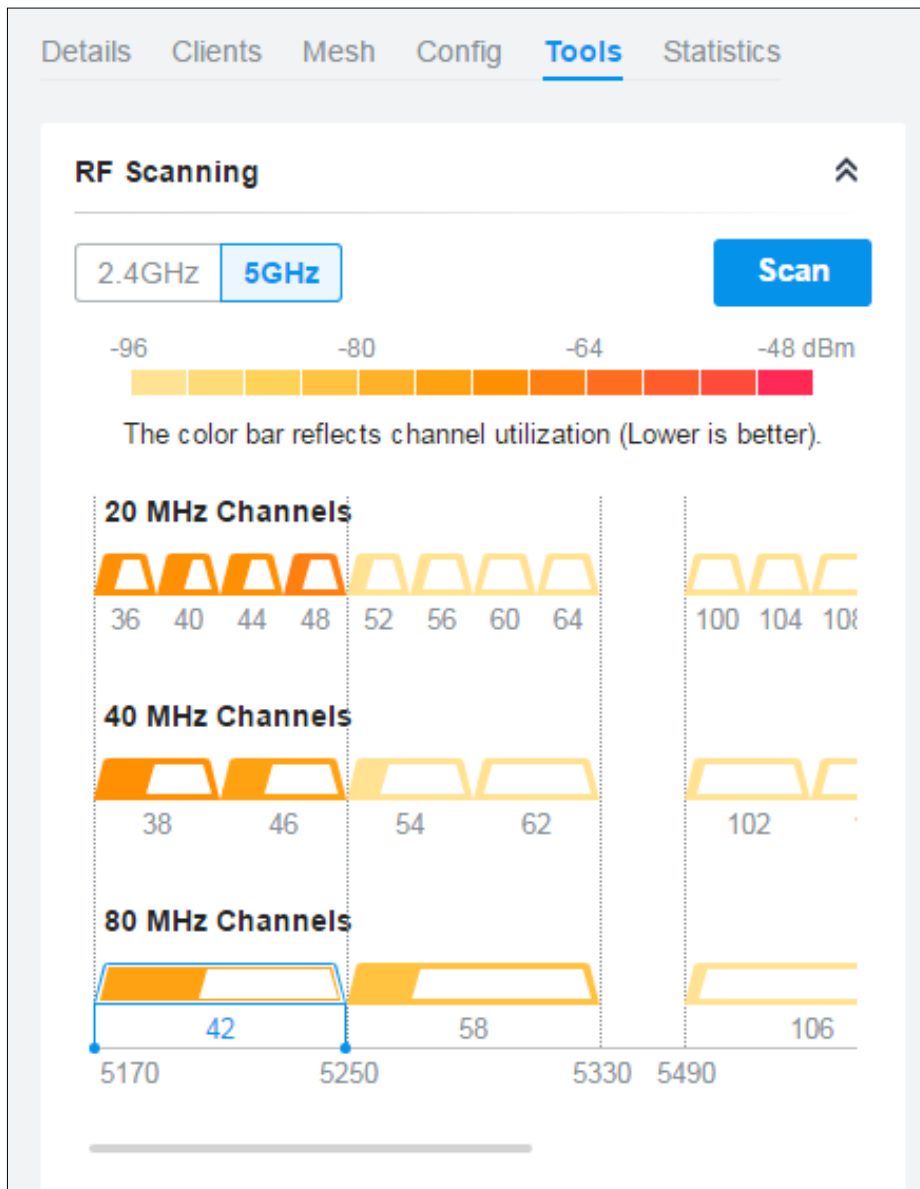 Details Clients Mesh Config Tools Statistics
RF Scanning
2.4GHz 5GHz Scan
-96 -80 -64 -48 dBm
The color bar reflects channel utilization (Lower is better).
20 MHz Channels
36 40 44 48 52 56 60 64 100 104 108
40 MHz Channels
38 46 54 62 102
80 MHz Channels
42 58 106
5170 5250 5330 5490